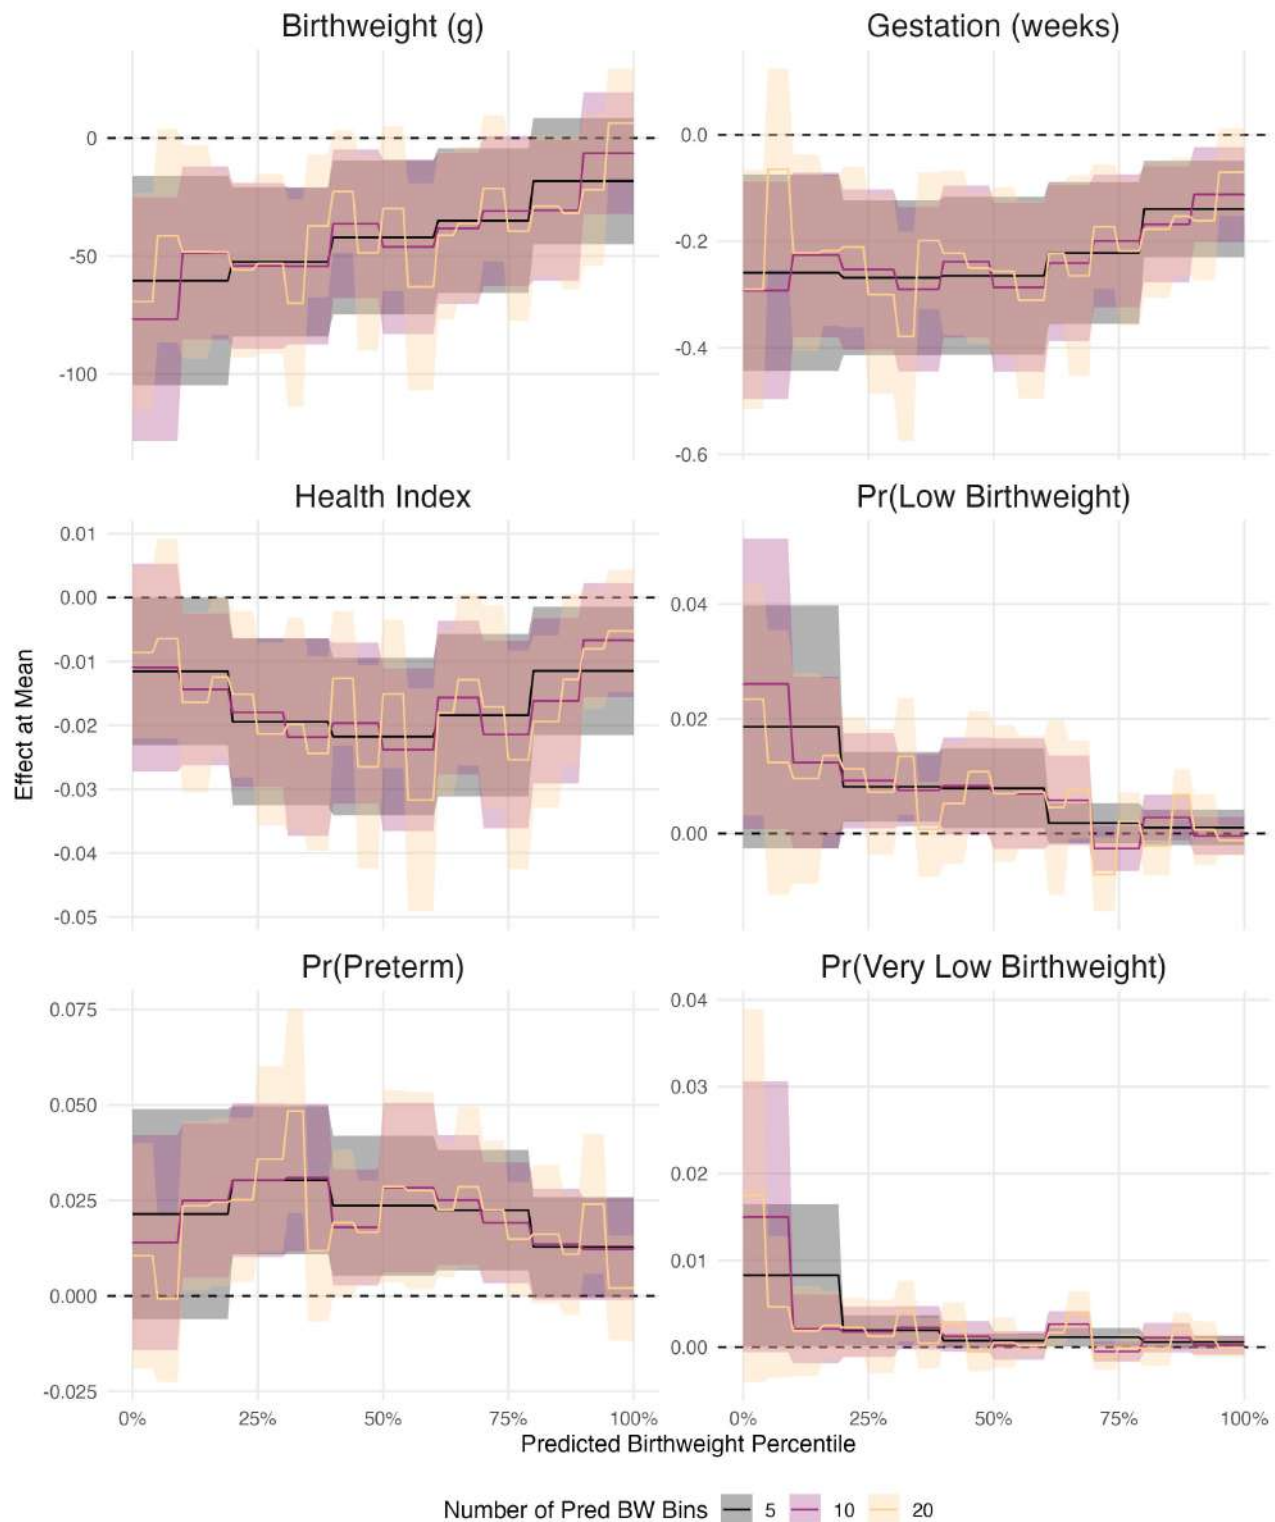 Birthweight (g)
0
-50
-100
Gestation (weeks)
0.0
-0.2
-0.4
-0.6
Health Index
0.01
0.00
-0.01
-0.02
-0.03
-0.04
-0.05
Pr(Low Birthweight)
0.04
0.02
0.00
Effect at Mean
Pr(Preterm)
0.075
0.050
0.025
0.000
-0.025
0% 25% 50% 75% 100%
Pr(Very Low Birthweight)
0.04
0.03
0.02
0.01
0.00
0% 25% 50% 75% 100%
Predicted Birthweight Percentile
Number of Pred BW Bins 5 10 20